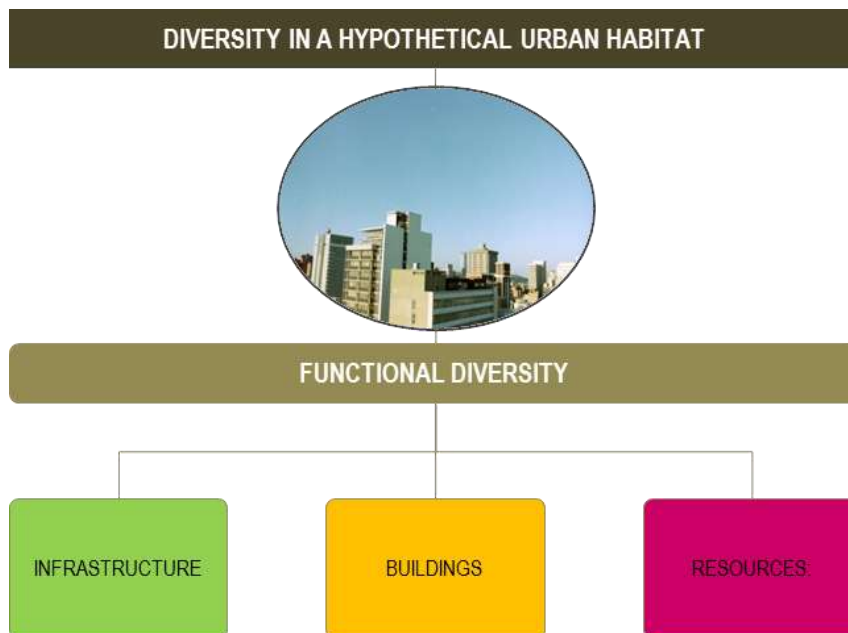 DIVERSITY IN A HYPOTHETICAL URBAN HABITAT
FUNCTIONAL DIVERSITY
INFRASTRUCTURE
BUILDINGS
RESOURCES.